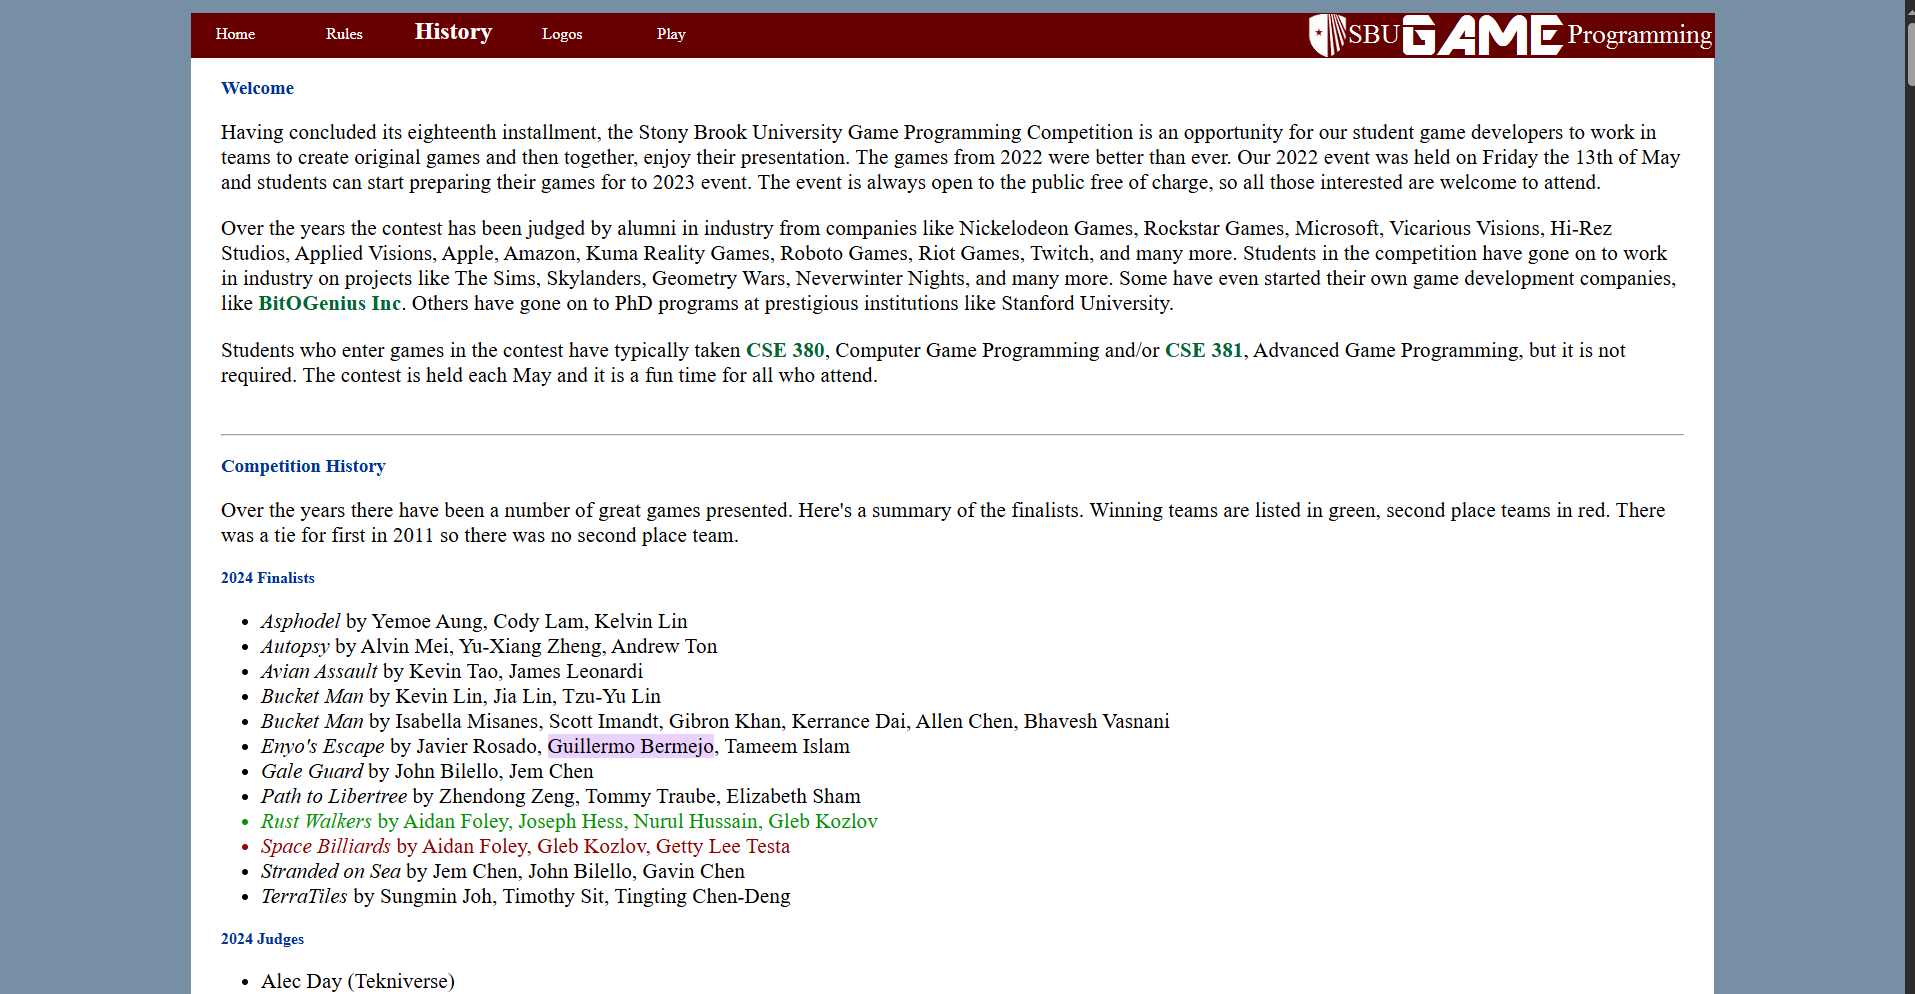 Home Rules History Logos Play SBU GAME Programming
Welcome
Having concluded its eighteenth installment, the Stony Brook University Game Programming Competition is an opportunity for our student game developers to work in
teams to create original games and then together, enjoy their presentation. The games from 2022 were better than ever. Our 2022 event was held on Friday the 13th of May
and students can start preparing their games for to 2023 event. The event is always open to the public free of charge, so all those interested are welcome to attend.
Over the years the contest has been judged by alumni in industry from companies like Nickelodeon Games, Rockstar Games, Microsoft, Vicarious Visions, Hi-Rez
Studios, Applied Visions, Apple, Amazon, Kuma Reality Games, Roboto Games, Riot Games, Twitch, and many more. Students in the competition have gone on to work
in industry on projects like The Sims, Skylanders, Geometry Wars, Neverwinter Nights, and many more. Some have even started their own game development companies,
like BitOGenius Inc. Others have gone on to PhD programs at prestigious institutions like Stanford University.
Students who enter games in the contest have typically taken CSE 380, Computer Game Programming and/or CSE 381, Advanced Game Programming, but it is not
required. The contest is held each May and it is a fun time for all who attend.
Competition History
Over the years there have been a number of great games presented. Here's a summary of the finalists. Winning teams are listed in green, second place teams in red. There
was a tie for first in 2011 so there was no second place team.
2024 Finalists
• Asphodel by Yemoe Aung, Cody Lam, Kelvin Lin
• Autopsy by Alvin Mei, Yu-Xiang Zheng, Andrew Ton
• Avian Assault by Kevin Tao, James Leonardi
• Bucket Man by Kevin Lin, Jia Lin, Tzu-Yu Lin
• Bucket Man by Isabella Misanes, Scott Imandt, Gibron Khan, Kerrance Dai, Allen Chen, Bhavesh Vasnani
• Enyo's Escape by Javier Rosado, Guillermo Bermejo, Tameem Islam
• Gale Guard by John Bilello, Jem Chen
• Path to Libertree by Zhendong Zeng, Tommy Traube, Elizabeth Sham
• Rust Walkers by Aidan Foley, Joseph Hess, Nurul Hussain, Gleb Kozlov
• Space Billiards by Aidan Foley, Gleb Kozlov, Getty Lee Testa
• Stranded on Sea by Jem Chen, John Bilello, Gavin Chen
• TerraTiles by Sungmin Joh, Timothy Sit, Tingting Chen-Deng
2024 Judges
• Alec Day (Tekniverse)